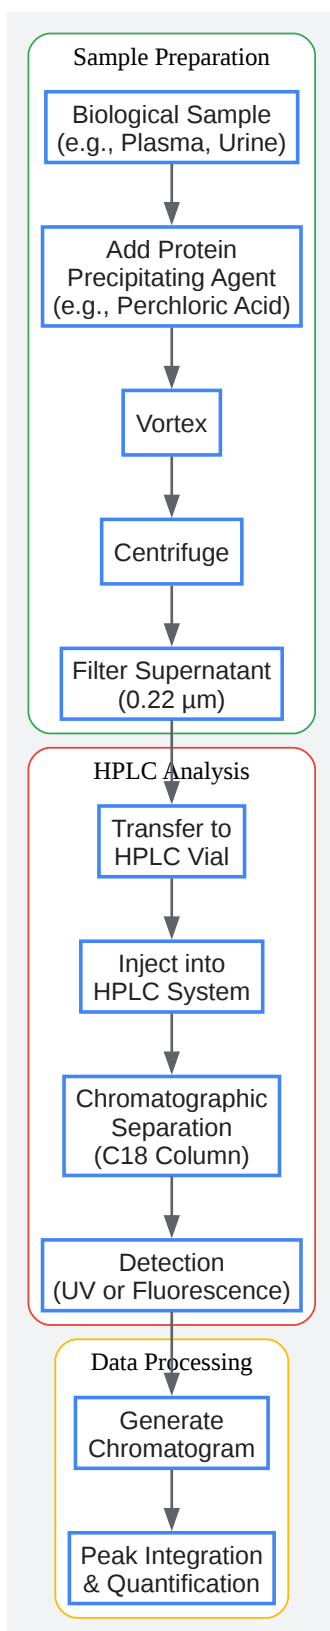 Sample Preparation
Biological Sample
(e.g., Plasma, Urine)
Add Protein
Precipitating Agent
(e.g., Perchloric Acid)
Vortex
Centrifuge
Filter Supernatant
(0.22 µm)
HPLC Analysis
Transfer to
HPLC Vial
Inject into
HPLC System
Chromatographic
Separation
(C18 Column)
Detection
(UV or Fluorescence)
Data Processing
Generate
Chromatogram
Peak Integration
& Quantification